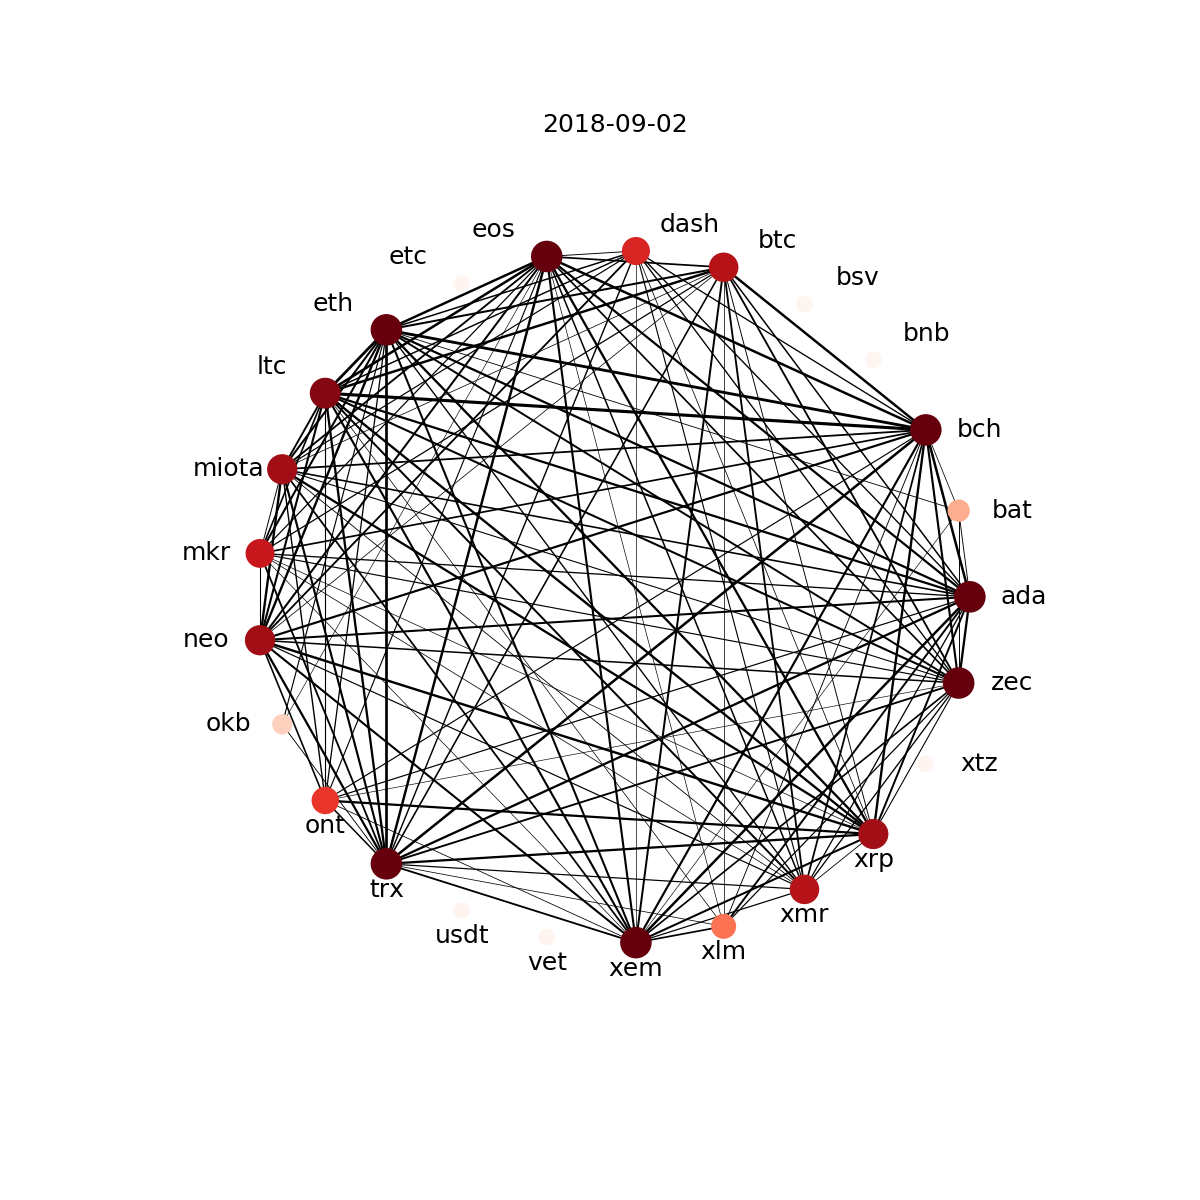 2018-09-02
dash
eos
btc
etc
bsv
eth
bnb
ltc
bch
miota
bat
mkr
ada
neo
zec
okb
xtz
ont
xrp
trx
xmr
usdt
xlm
vet
xem